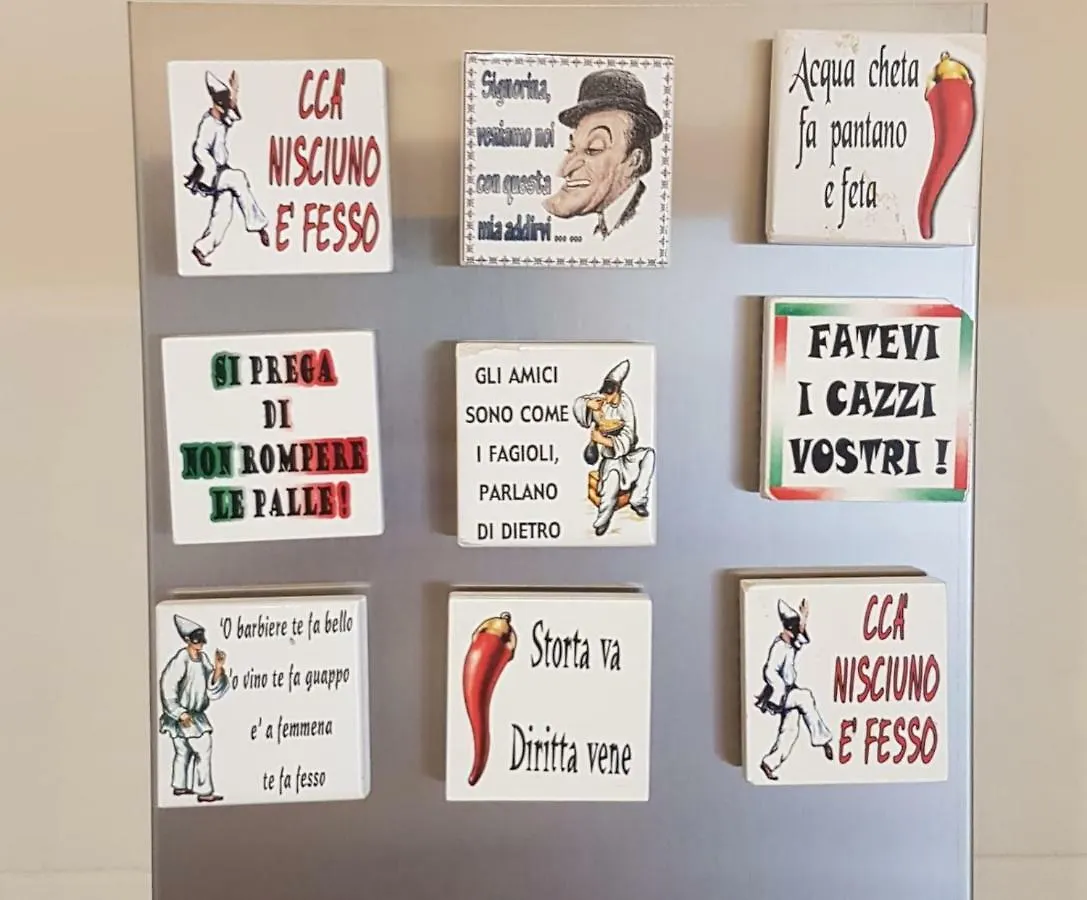 CCA'
NISCIUNO
E' FESSO
Signorina,
veniamo noi
con questa
mia addirvi ... ...
Acqua cheta
fa pantano
e feta
SI PREGA
DI
NON ROMPERE
LE PALLE!
GLI AMICI
SONO COME
I FAGIOLI,
PARLANO
DI DIETRO
FATEVI
I CAZZI
VOSTRI !
'O barbiere te fa bello
'o vino te fa guappo
e' a femmena
te fa fesso
Storta va
Diritta vene
CCA'
NISCIUNO
E' FESSO